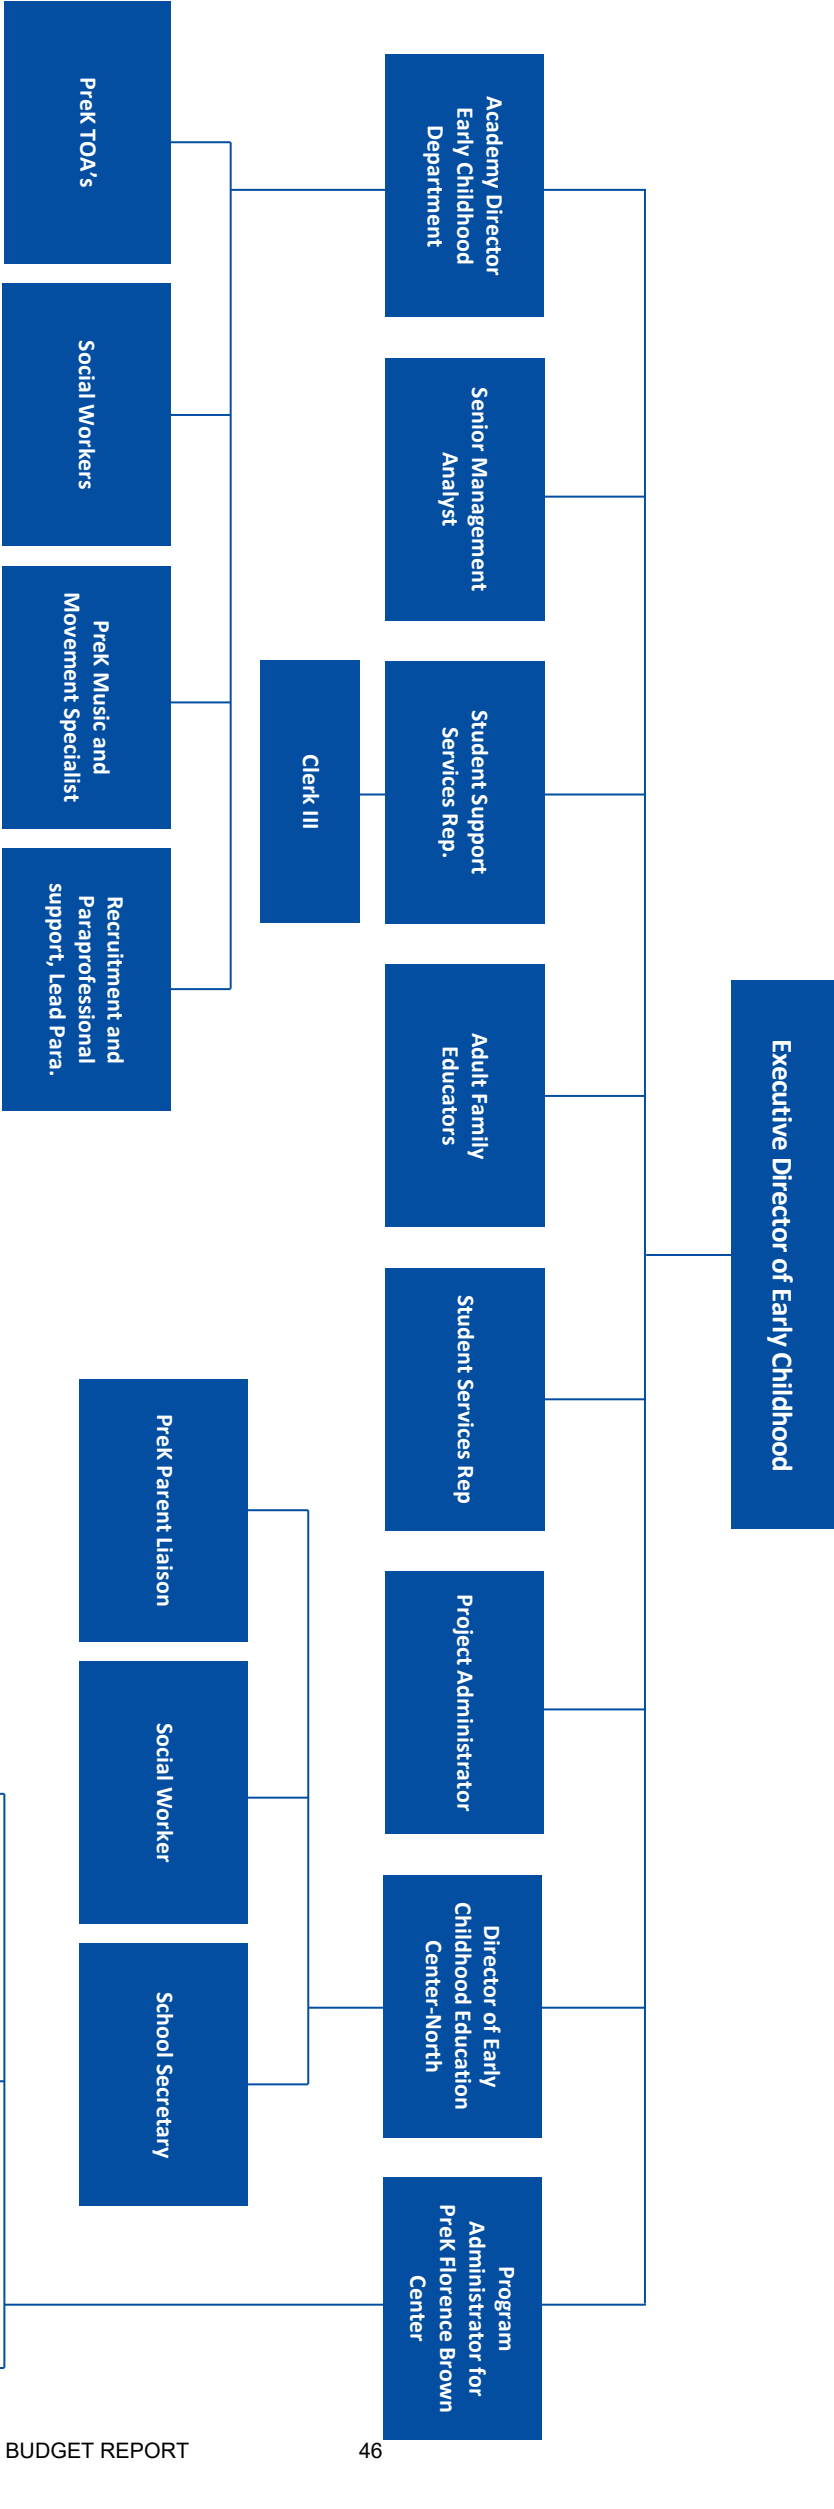 Executive Director of Early Childhood
Academy Director
Early Childhood
Department
Senior Management
Analyst
Student Support
Services Rep.
Adult Family
Educators
Student Services Rep
Project Administrator
Director of Early
Childhood Education
Center-North
Program
Administrator for
PreK Florence Brown
Center
Clerk III
PreK TOA’s
Social Workers
PreK Music and
Movement Specialist
Recruitment and
Paraprofessional
support, Lead Para.
PreK Parent Liaison
Social Worker
School Secretary
BUDGET REPORT 46